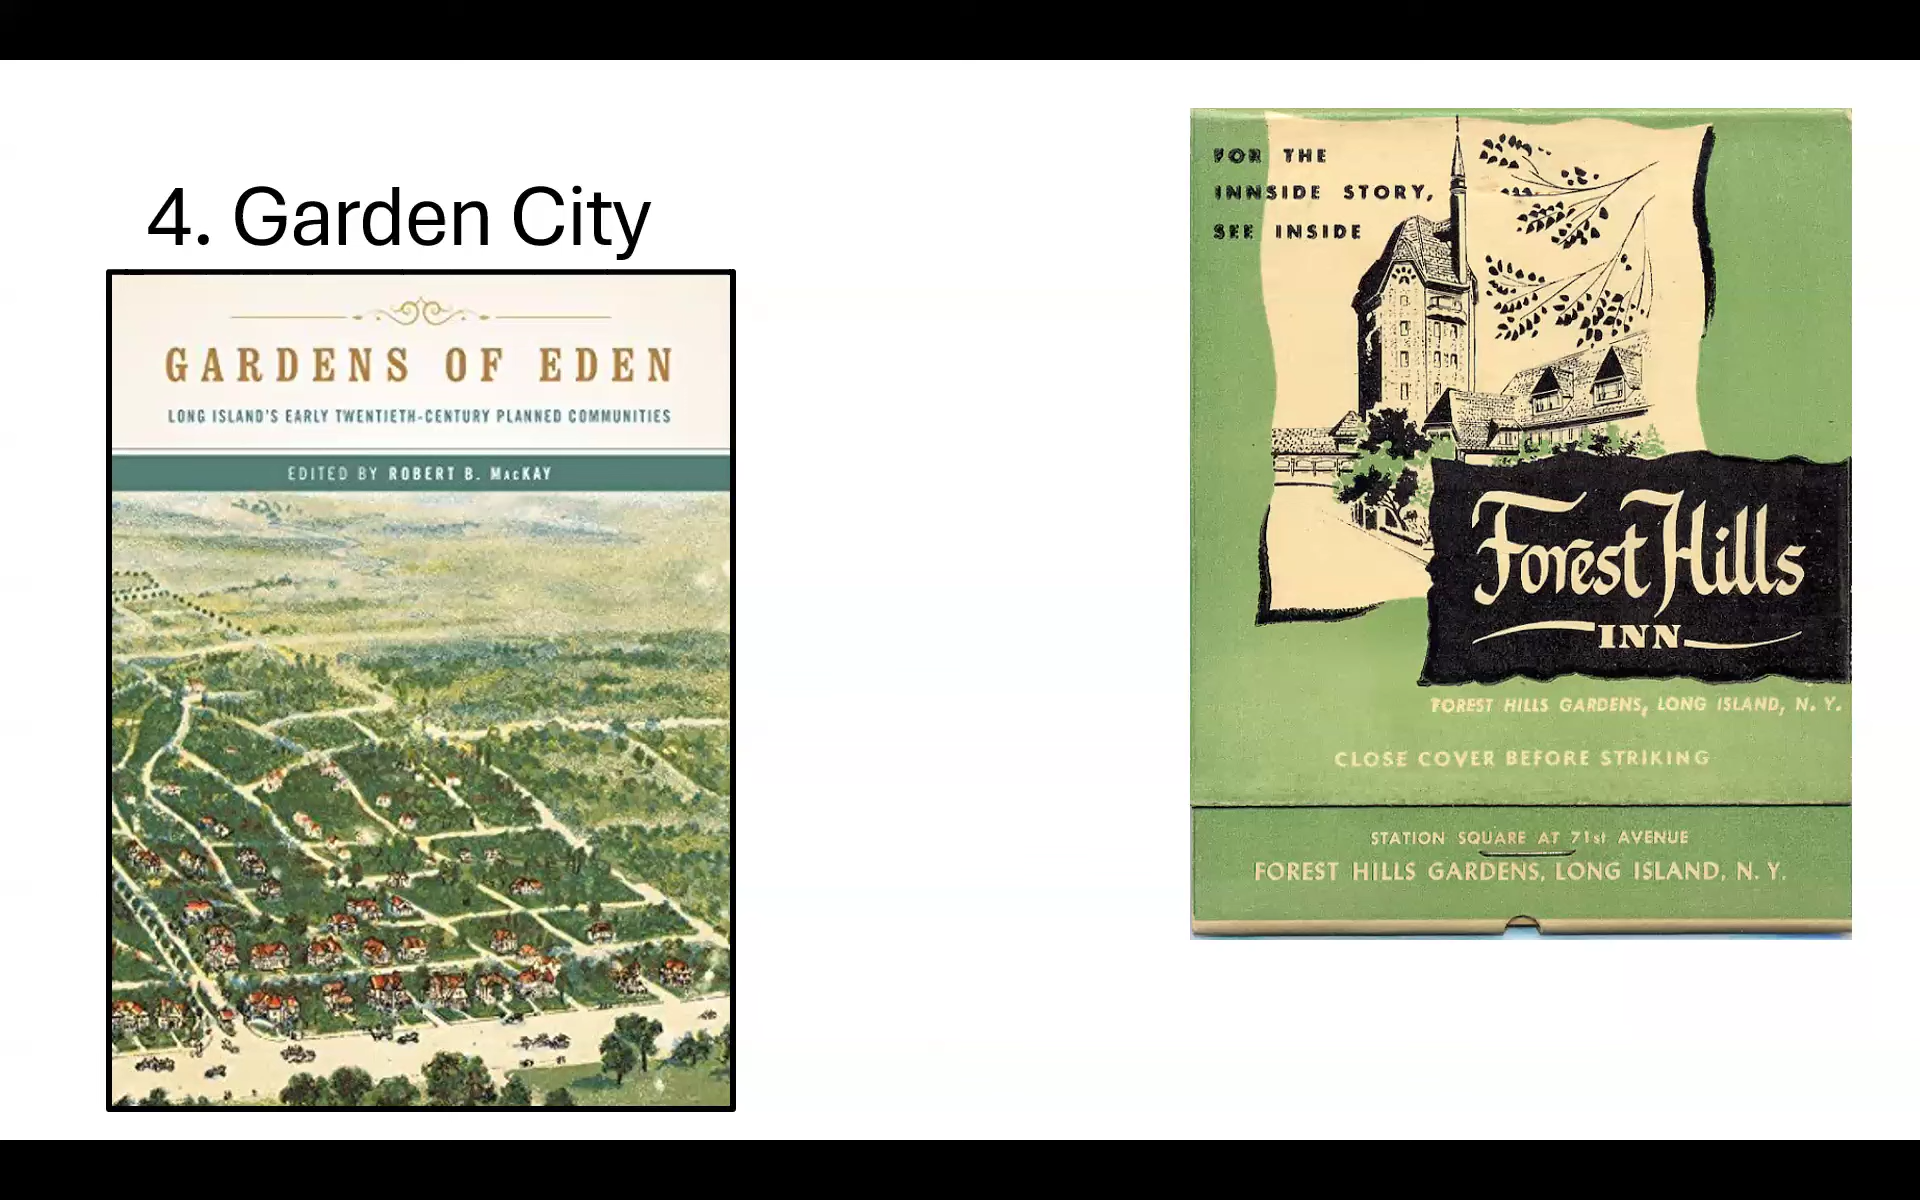 4. Garden City
GARDENS OF EDEN
LONG ISLAND'S EARLY TWENTIETH-CENTURY PLANNED COMMUNITIES
EDITED BY ROBERT B. MACKAY
FOR THE
INNSIDE STORY,
SEE INSIDE
Forest Hills
INN
FOREST HILLS GARDENS, LONG ISLAND, N. Y.
CLOSE COVER BEFORE STRIKING
STATION SQUARE AT 71st AVENUE
FOREST HILLS GARDENS, LONG ISLAND, N. Y.